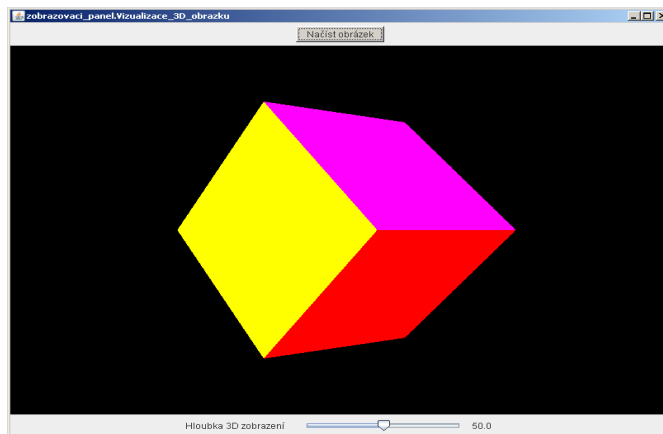 zobrazovaci_panel.Vizualizace_3D_obrazku
Načíst obrázek
Hloubka 3D zobrazení 50.0